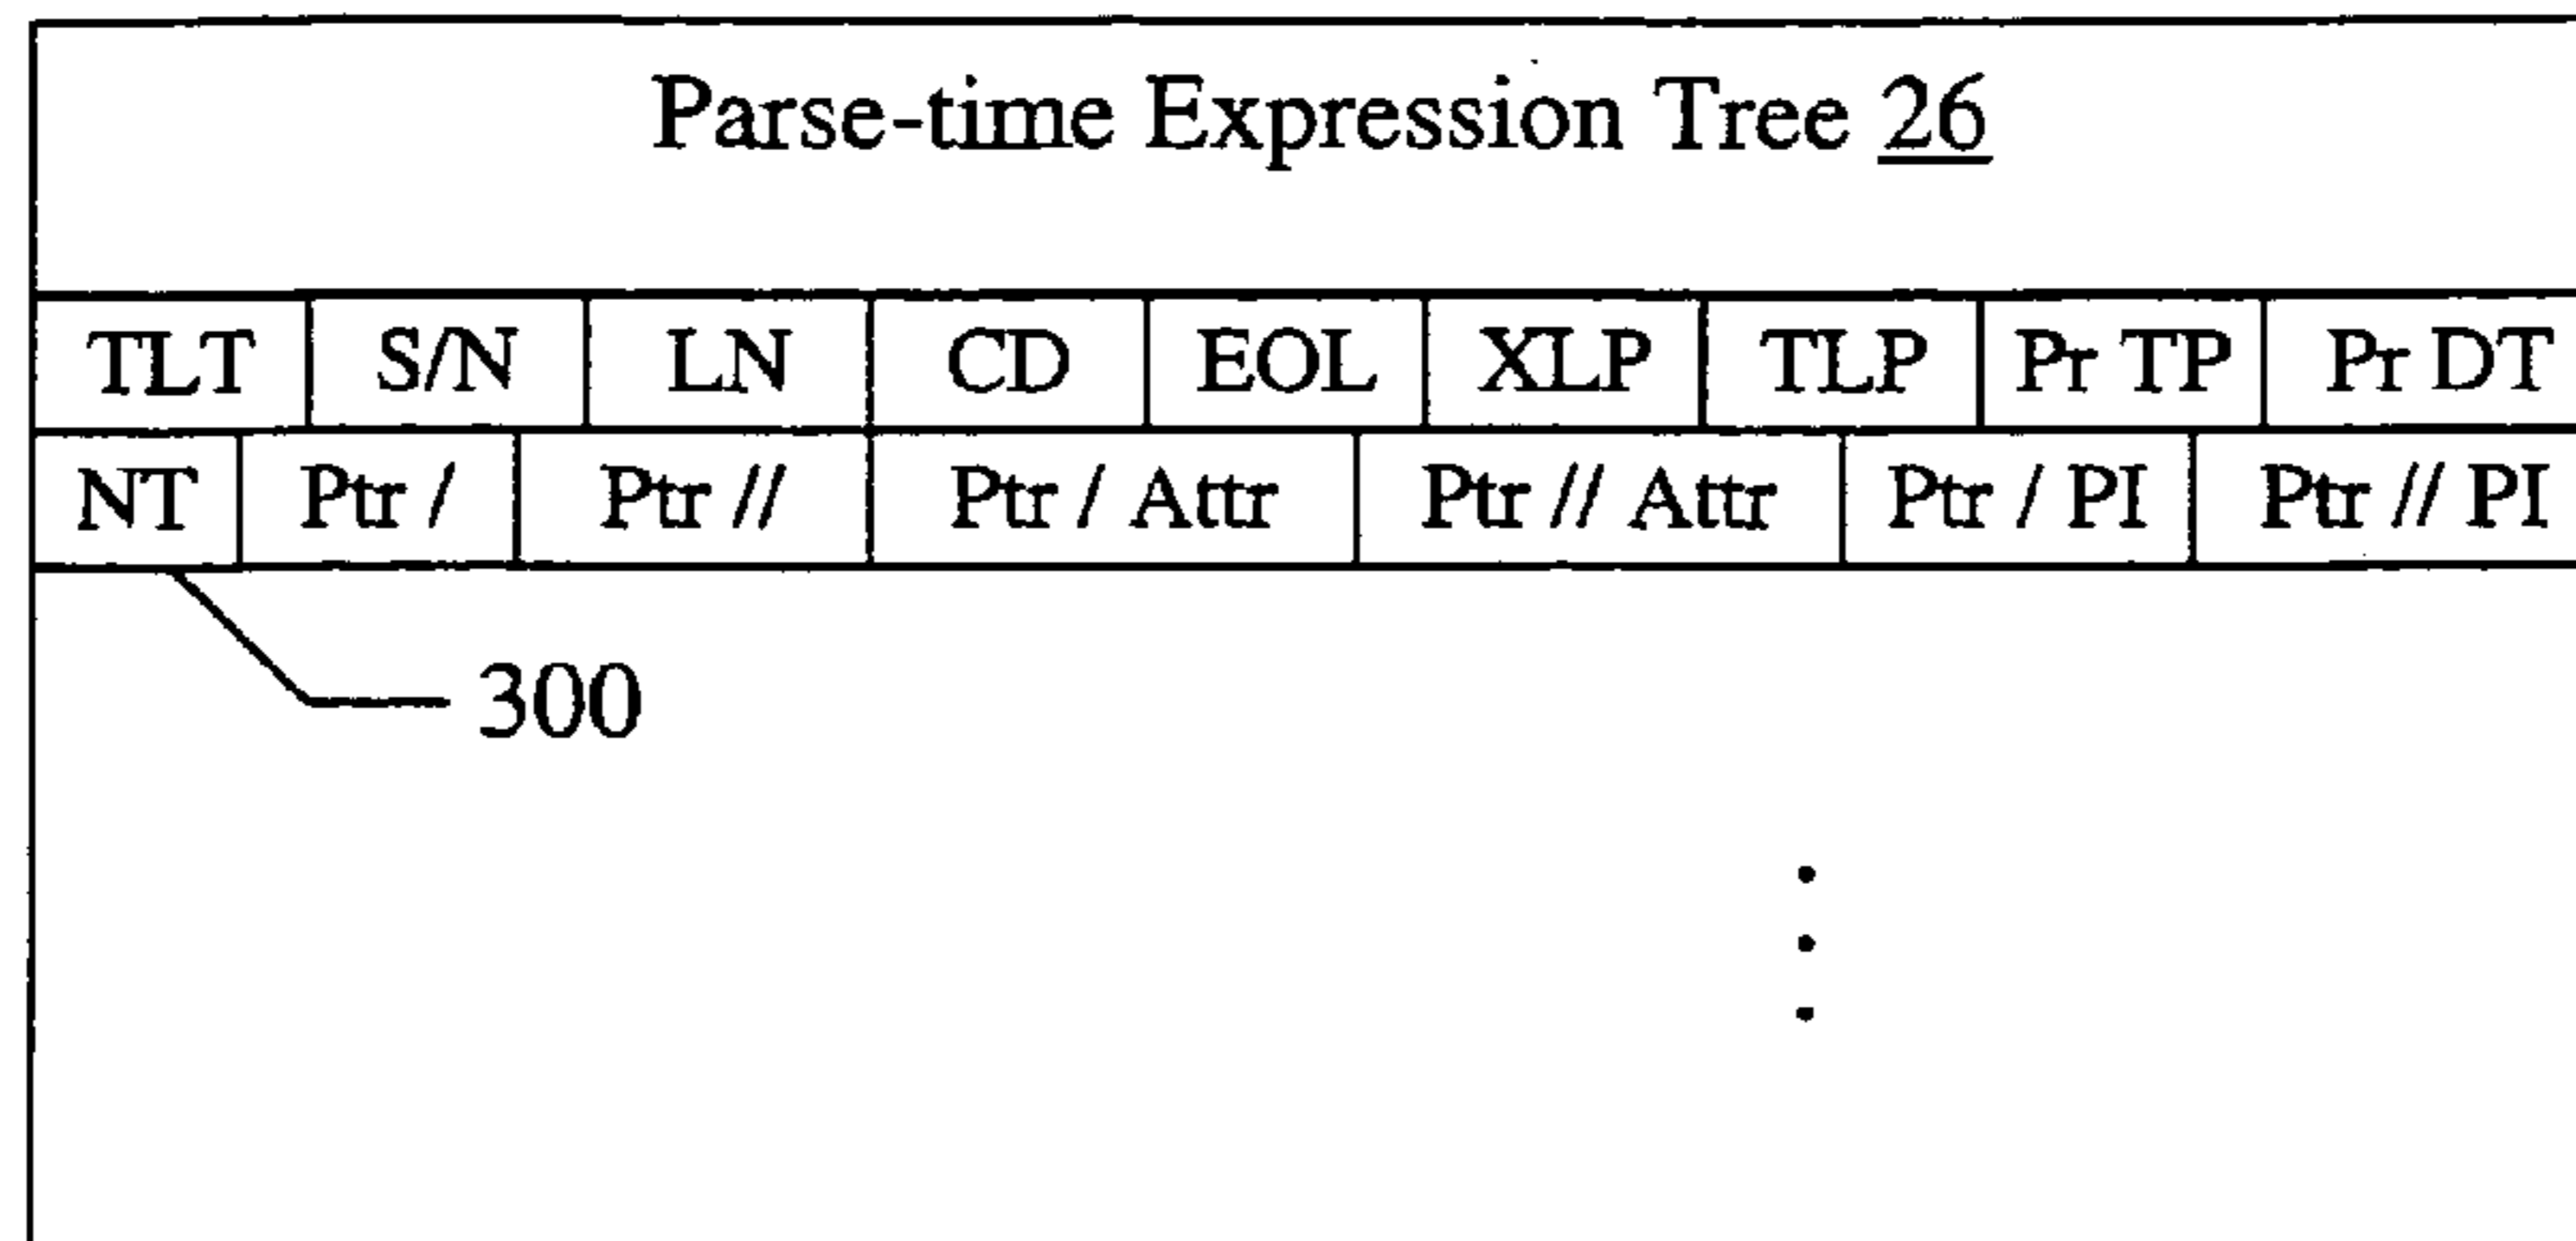 Parse-time Expression Tree 26
TLT S/N LN CD EOL XLP TLP Pr TP Pr DT
NT Ptr / Ptr // Ptr / Attr Ptr // Attr Ptr / PI Ptr // PI
300